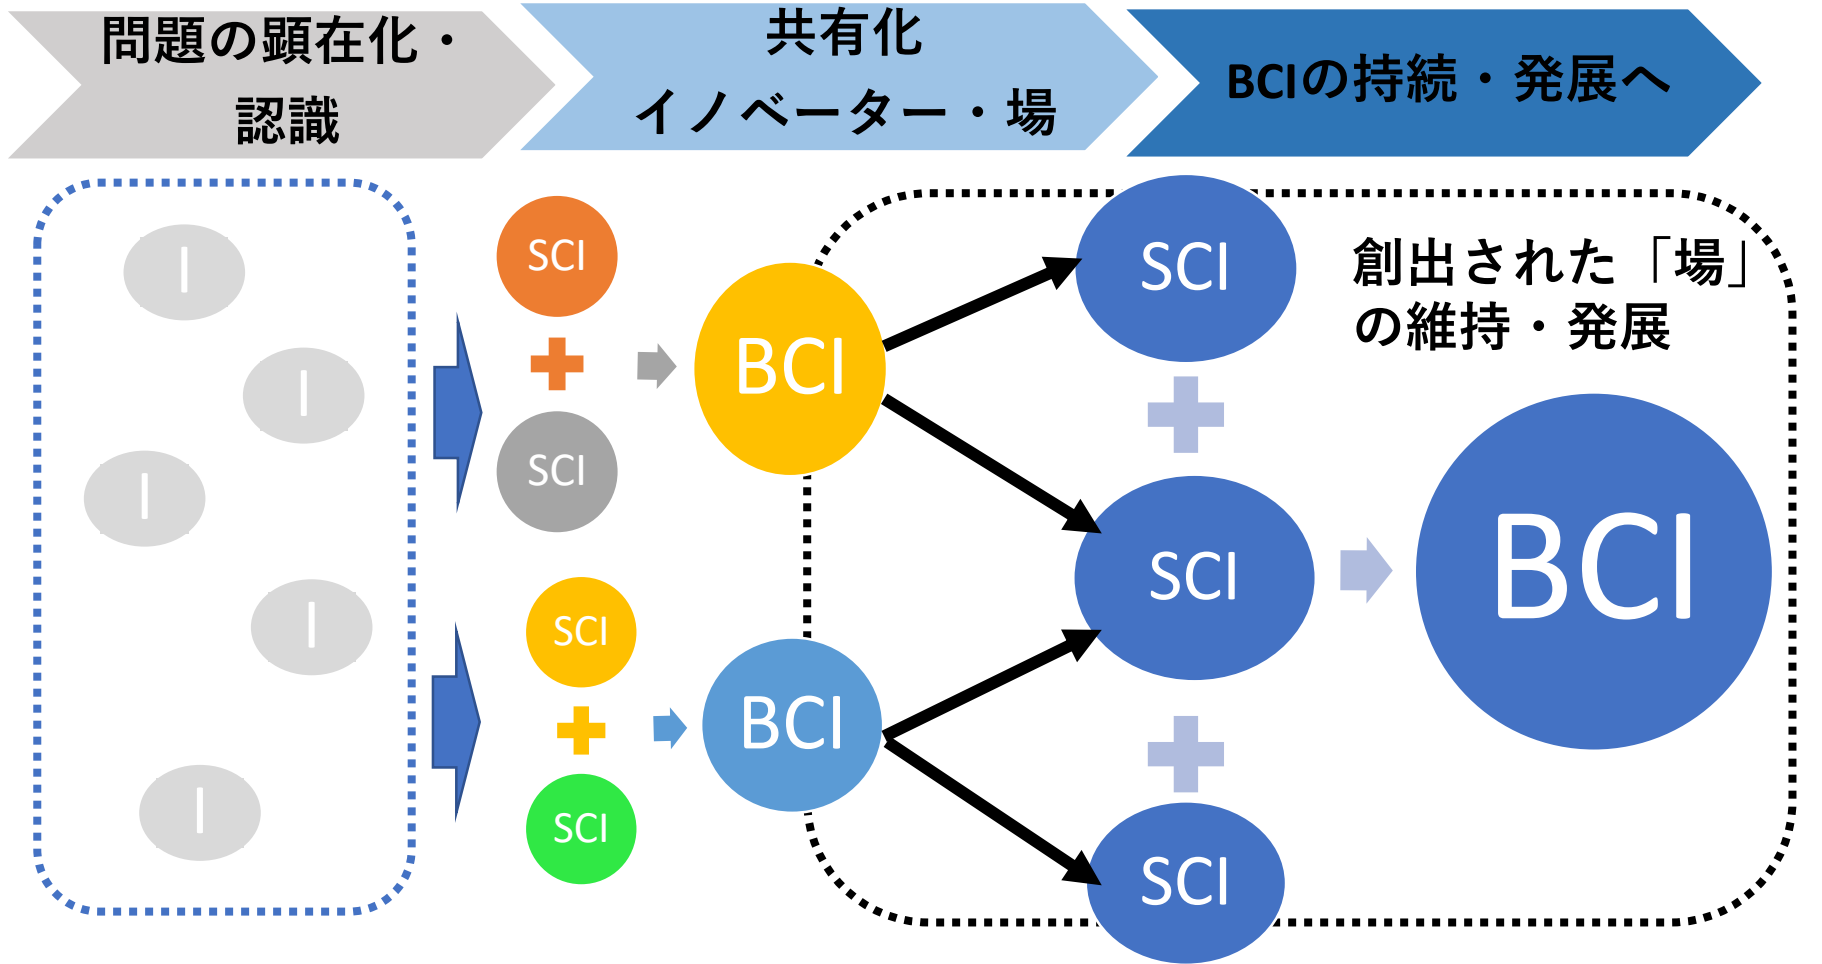 問題の顕在化・
認識
共有化
イノベーター・場
BCIの持続・発展へ
I
I
I
I
I
SCI
SCI
SCI
SCI
BCI
BCI
SCI
SCI
SCI
創出された「場」
の維持・発展
BCI